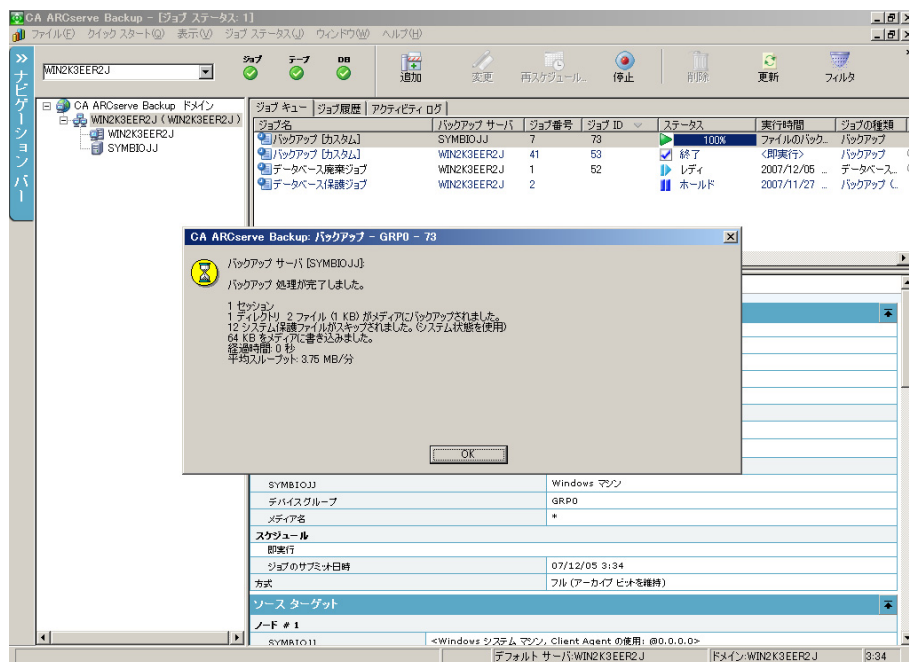 CA ARCserve Backup - [ジョブ ステータス: 1]
ファイル(F) クイック スタート(Q) 表示(V) ジョブ ステータス(J) ウィンドウ(W) ヘルプ(H)
ジョブ テープ DB
WIN2K3EER2J
追加 変更 再スケジュール... 停止 削除 更新 フィルタ
ナビゲーション バー
CA ARCserve Backup ドメイン
WIN2K3EER2J ( WIN2K3EER2J )
WIN2K3EER2J
SYMBIOJJ
ジョブ キュー ジョブ履歴 アクティビティ ログ
ジョブ名 バックアップ サーバ ジョブ番号 ジョブ ID ステータス 実行時間 ジョブの種類
バックアップ [カスタム] SYMBIOJJ 7 73 100% ファイルのバック... バックアップ
バックアップ [カスタム] WIN2K3EER2J 41 53 終了 <即実行> バックアップ
データベース廃棄ジョブ WIN2K3EER2J 1 52 レディ 2007/12/05 ... データベース...
データベース保護ジョブ WIN2K3EER2J 2 ホールド 2007/11/27 ... バックアップ (...
CA ARCserve Backup: バックアップ - GRP0 - 73
バックアップ サーバ [SYMBIOJJ]:
バックアップ 処理が完了しました。
1 セッション
1 ディレクトリ 2 ファイル (1 KB) がメディアにバックアップされました。
12 システム保護ファイルがスキップされました。(システム状態を使用)
64 KB をメディアに書き込みました。
経過時間: 0 秒
平均スループット: 3.75 MB/分
OK
SYMBIOJJ Windows マシン
デバイスグループ GRP0
メディア名 *
スケジュール
即実行
ジョブのサブミット日時 07/12/05 3:34
方式 フル (アーカイブ ビットを維持)
ソース ターゲット
ノード # 1
SYMBIOJJ <Windows システム マシン, Client Agent の使用: @0.0.0.0>
デフォルト サーバ:WIN2K3EER2J ドメイン:WIN2K3EER2J 3:34